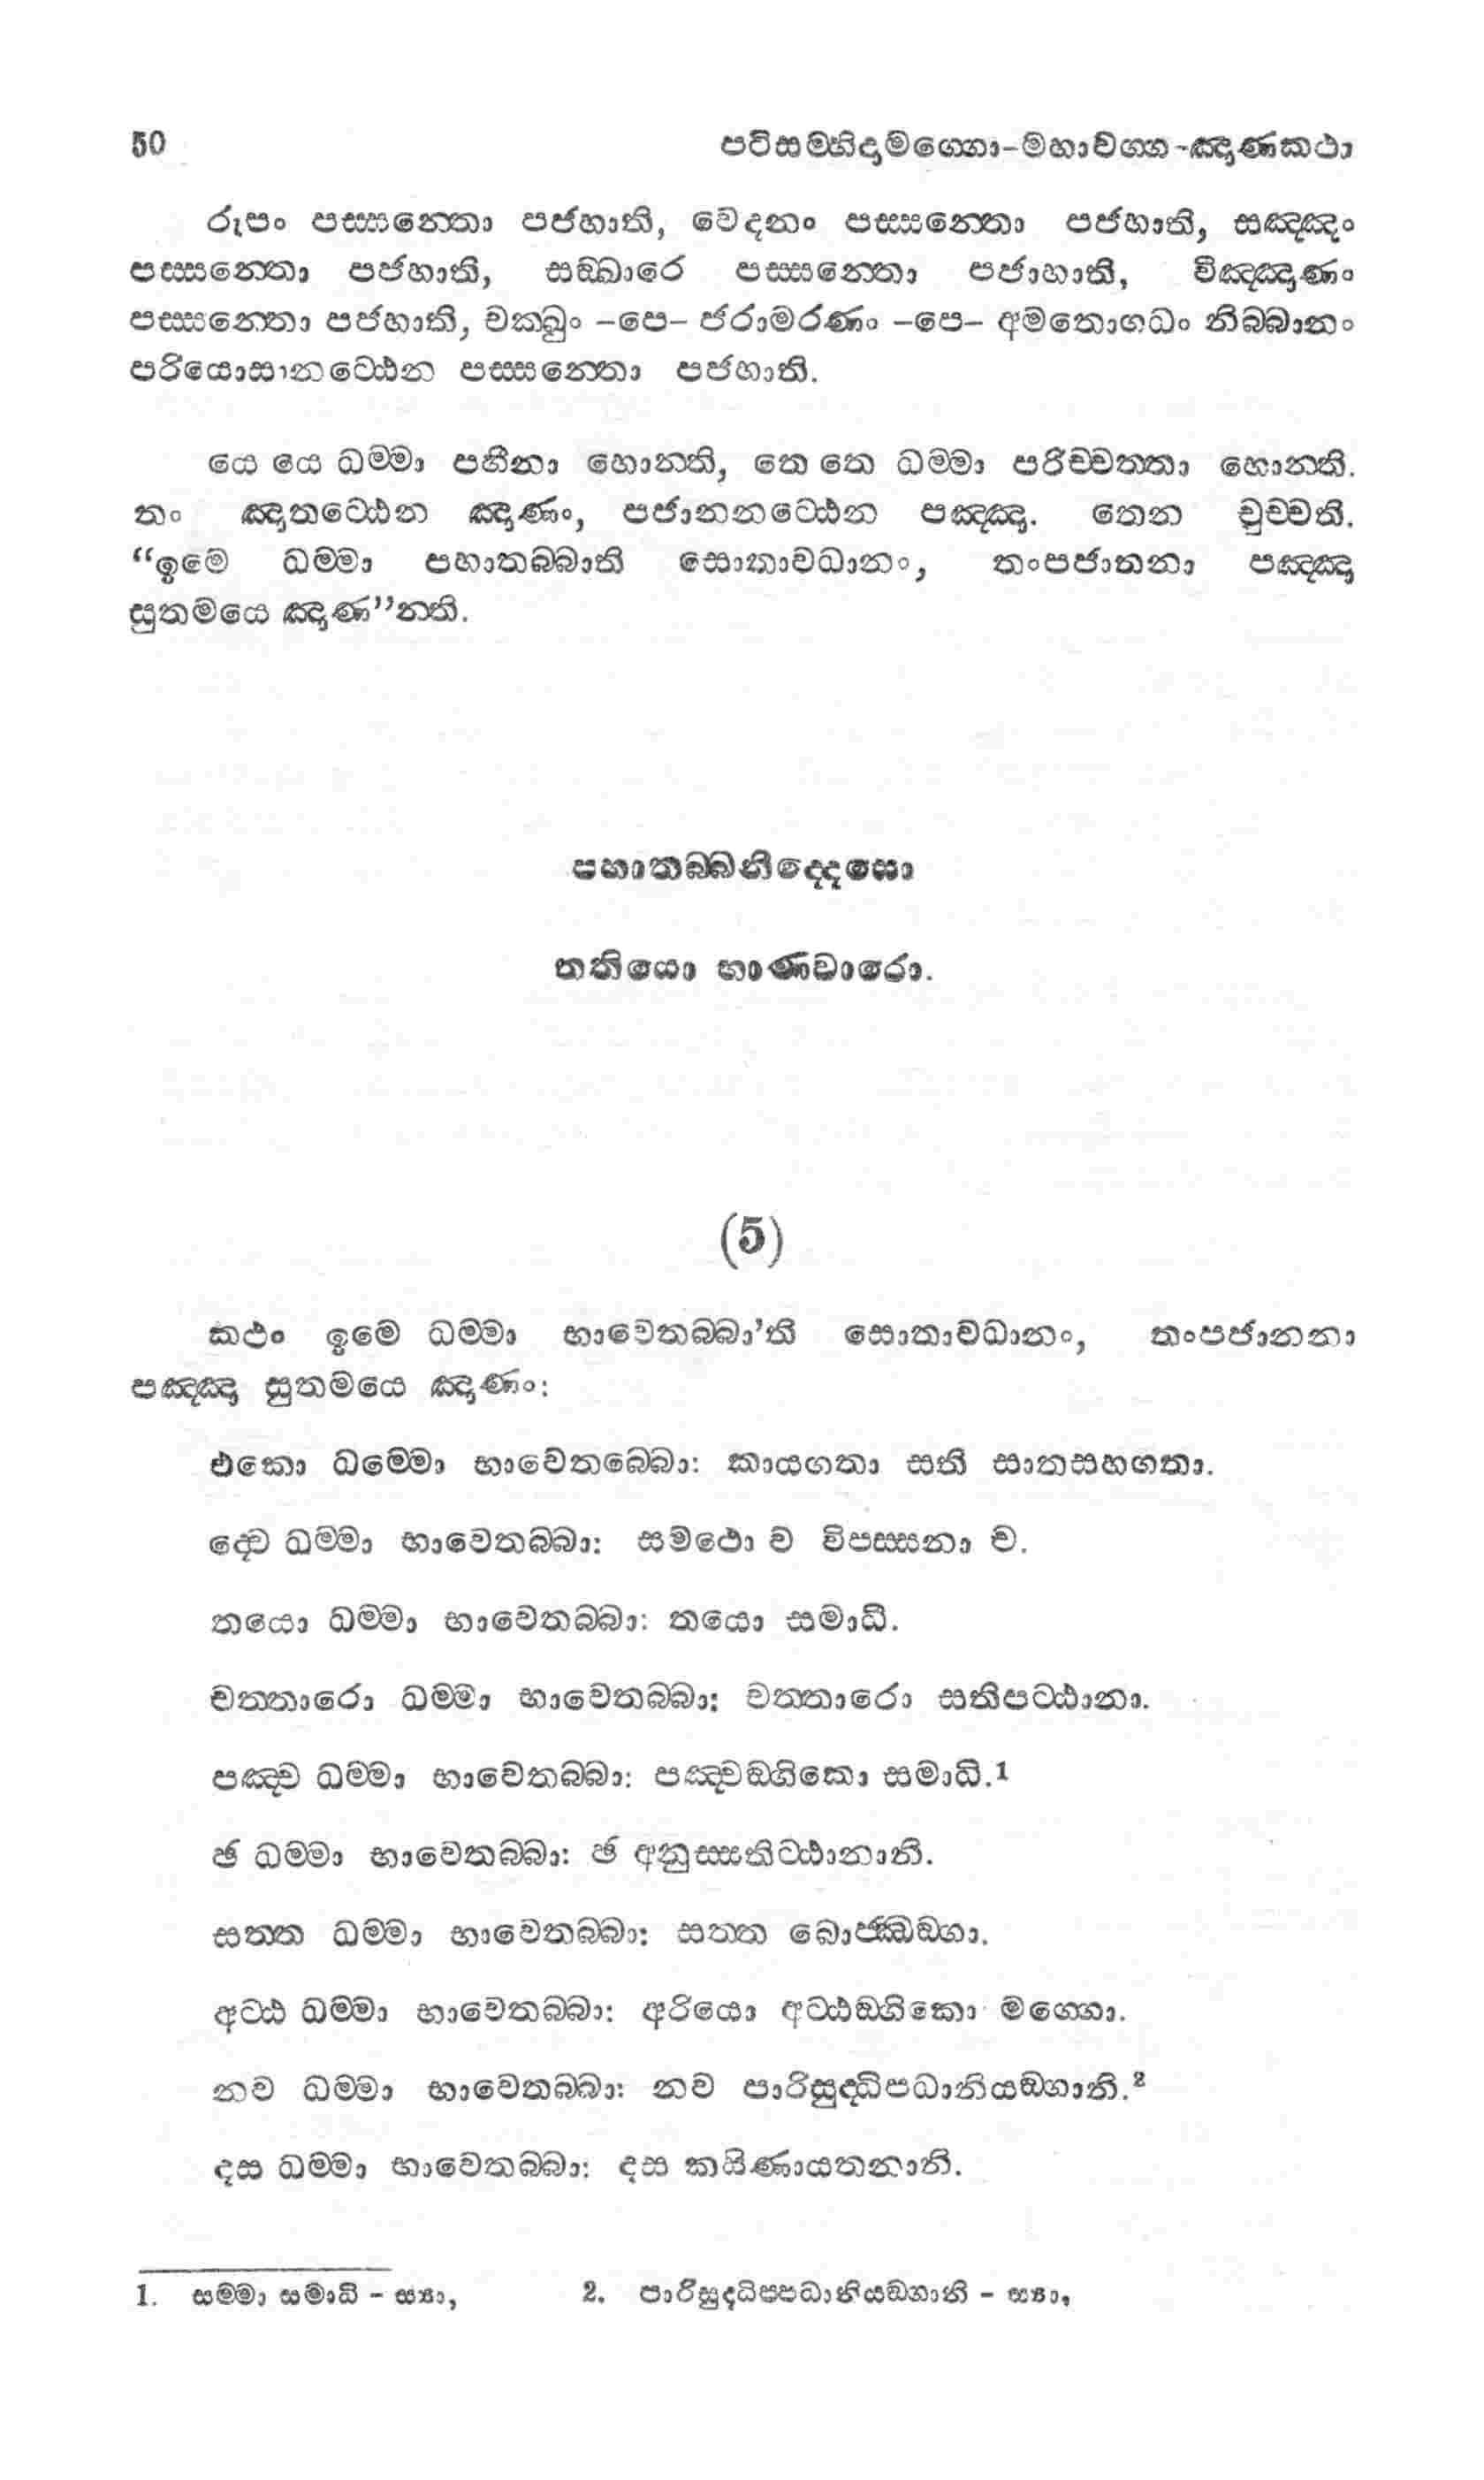 50 පටිසම්භිදාමග්ගො-මහාවග්ග-ඤාණකථා
රූපං පස්සන්තො පජහාති, වෙදනං පස්සන්තො පජහාති, සඤ්ඤං
පස්සන්තො පජහාති, සඞ්ඛාරෙ පස්සන්තො පජාහාති, විඤ්ඤාණං
පස්සන්තො පජහාති, චක්ඛුං –පෙ– ජරාමරණං –පෙ– අමතොගධං නිබ්බානං
පරියොසානට්ඨෙන පස්සන්තො පජහාති.
යෙ යෙ ධම්මා පහීනා හොන්ති, තෙ තෙ ධම්මා පරිච්චත්තා හොන්ති.
තං ඤාතට්ඨෙන ඤාණං, පජානනට්ඨෙන පඤ්ඤා. තෙන වුච්චති.
“ඉමෙ ධම්මා පහාතබ්බාති සොතාවධානං, තංපජානනා පඤ්ඤා
සුතමයෙ ඤාණ”න්ති.
පහාතබ්බනිද්දෙසො
තතියො භාණවාරො.
(5)
කථං ඉමෙ ධම්මා භාවෙතබ්බා’ති සොතාවධානං, තංපජානනා
පඤ්ඤා සුතමයෙ ඤාණං:
එකො ධම්මො භාවෙතබ්බො: කායගතා සති සාතසහගතා.
ද්වෙ ධම්මා භාවෙතබ්බා: සමථො ච විපස්සනා ච.
තයො ධම්මා භාවෙතබ්බා: තයො සමාධී.
චත්තාරො ධම්මා භාවෙතබ්බා: චත්තාරො සතිපට්ඨානා.
පඤ්ච ධම්මා භාවෙතබ්බා: පඤ්චඞ්ගිකො සමාධි.¹
ඡ ධම්මා භාවෙතබ්බා: ඡ අනුස්සතිට්ඨානානි.
සත්ත ධම්මා භාවෙතබ්බා: සත්ත බොජ්ඣඞ්ගා.
අට්ඨ ධම්මා භාවෙතබ්බා: අරියො අට්ඨඞ්ගිකො මග්ගො.
නව ධම්මා භාවෙතබ්බා: නව පාරිසුද්ධිපධානියඞ්ගානි.²
දස ධම්මා භාවෙතබ්බා: දස කසිණායතනානි.
1. සම්මා සමාධි – ස්‍යා, 2. පාරිසුද්ධිප්පධානියඞ්ගානි – ස්‍යා,